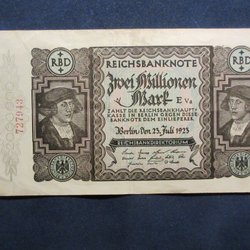 RBD
REICHSBANKNOTE
RBD
Zwei Millionen
Mark
ZAHLT DIE REICHSBANKHAUPT-
KASSE IN BERLIN GEGEN DIESE
BANKNOTE DEM EINLIEFERER
Berlin, den 23. Juli 1923
REICHSBANKDIREKTORIUM
727943